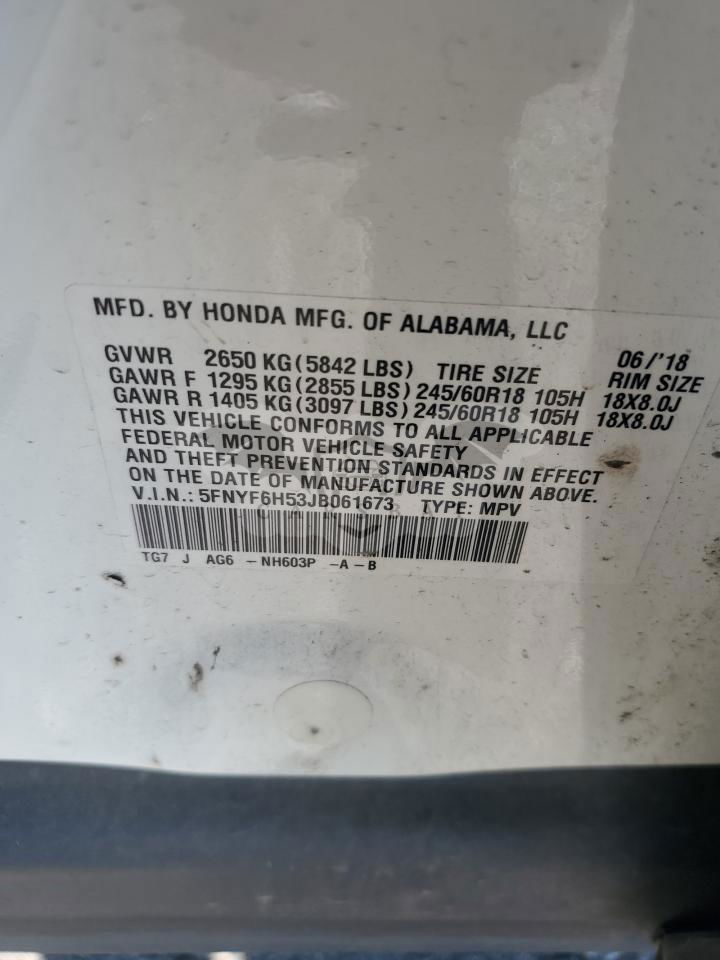 MFD. BY HONDA MFG. OF ALABAMA, LLC
06/'18
GVWR 2650 KG(5842 LBS) TIRE SIZE RIM SIZE
GAWR F 1295 KG(2855 LBS) 245/60R18 105H 18X8.0J
GAWR R 1405 KG(3097 LBS) 245/60R18 105H 18X8.0J
THIS VEHICLE CONFORMS TO ALL APPLICABLE
FEDERAL MOTOR VEHICLE SAFETY
AND THEFT PREVENTION STANDARDS IN EFFECT
ON THE DATE OF MANUFACTURE SHOWN ABOVE.
V.I.N.: 5FNYF6H53JB061673 TYPE: MPV
TG7 J AG6 -NH603P -A-B